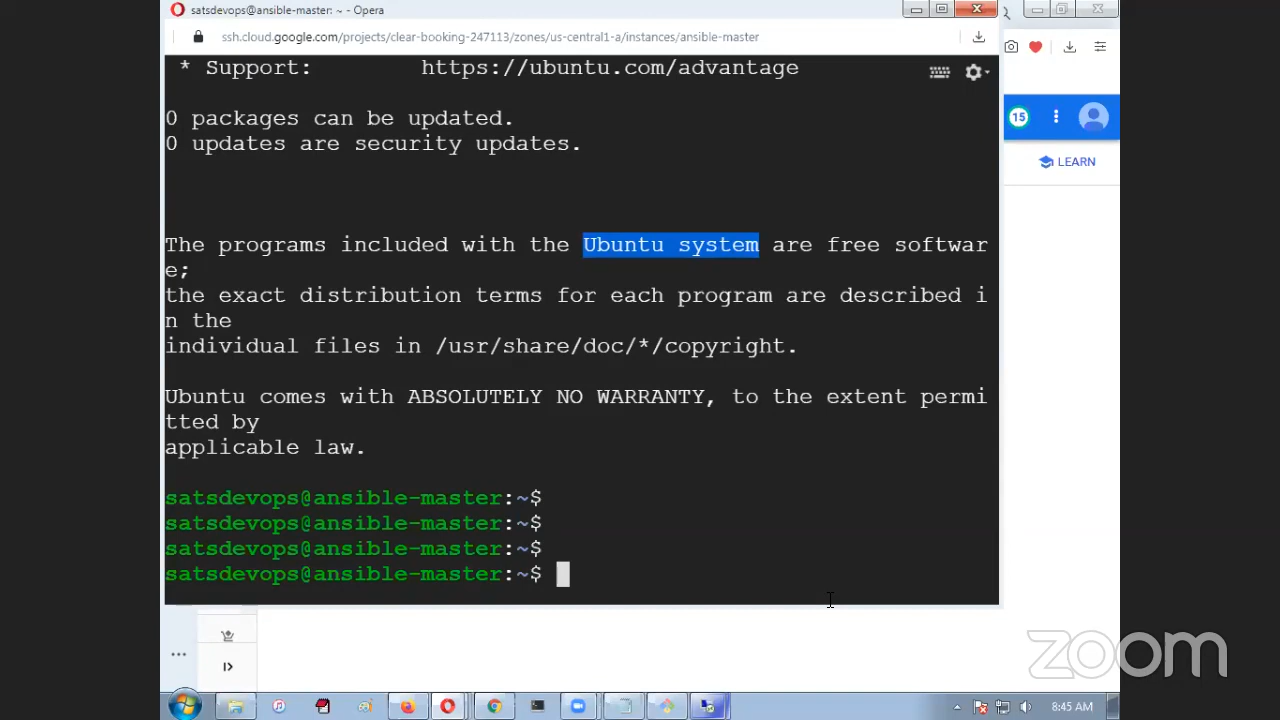 satsdevops@ansible-master: ~ - Opera
ssh.cloud.google.com/projects/clear-booking-247113/zones/us-central1-a/instances/ansible-master
* Support:        https://ubuntu.com/advantage
0 packages can be updated.
0 updates are security updates.
15
LEARN
The programs included with the Ubuntu system are free softwar
e;
the exact distribution terms for each program are described i
n the
individual files in /usr/share/doc/*/copyright.
Ubuntu comes with ABSOLUTELY NO WARRANTY, to the extent permi
tted by
applicable law.
satsdevops@ansible-master:~$
satsdevops@ansible-master:~$
satsdevops@ansible-master:~$
satsdevops@ansible-master:~$
zoom
8:45 AM